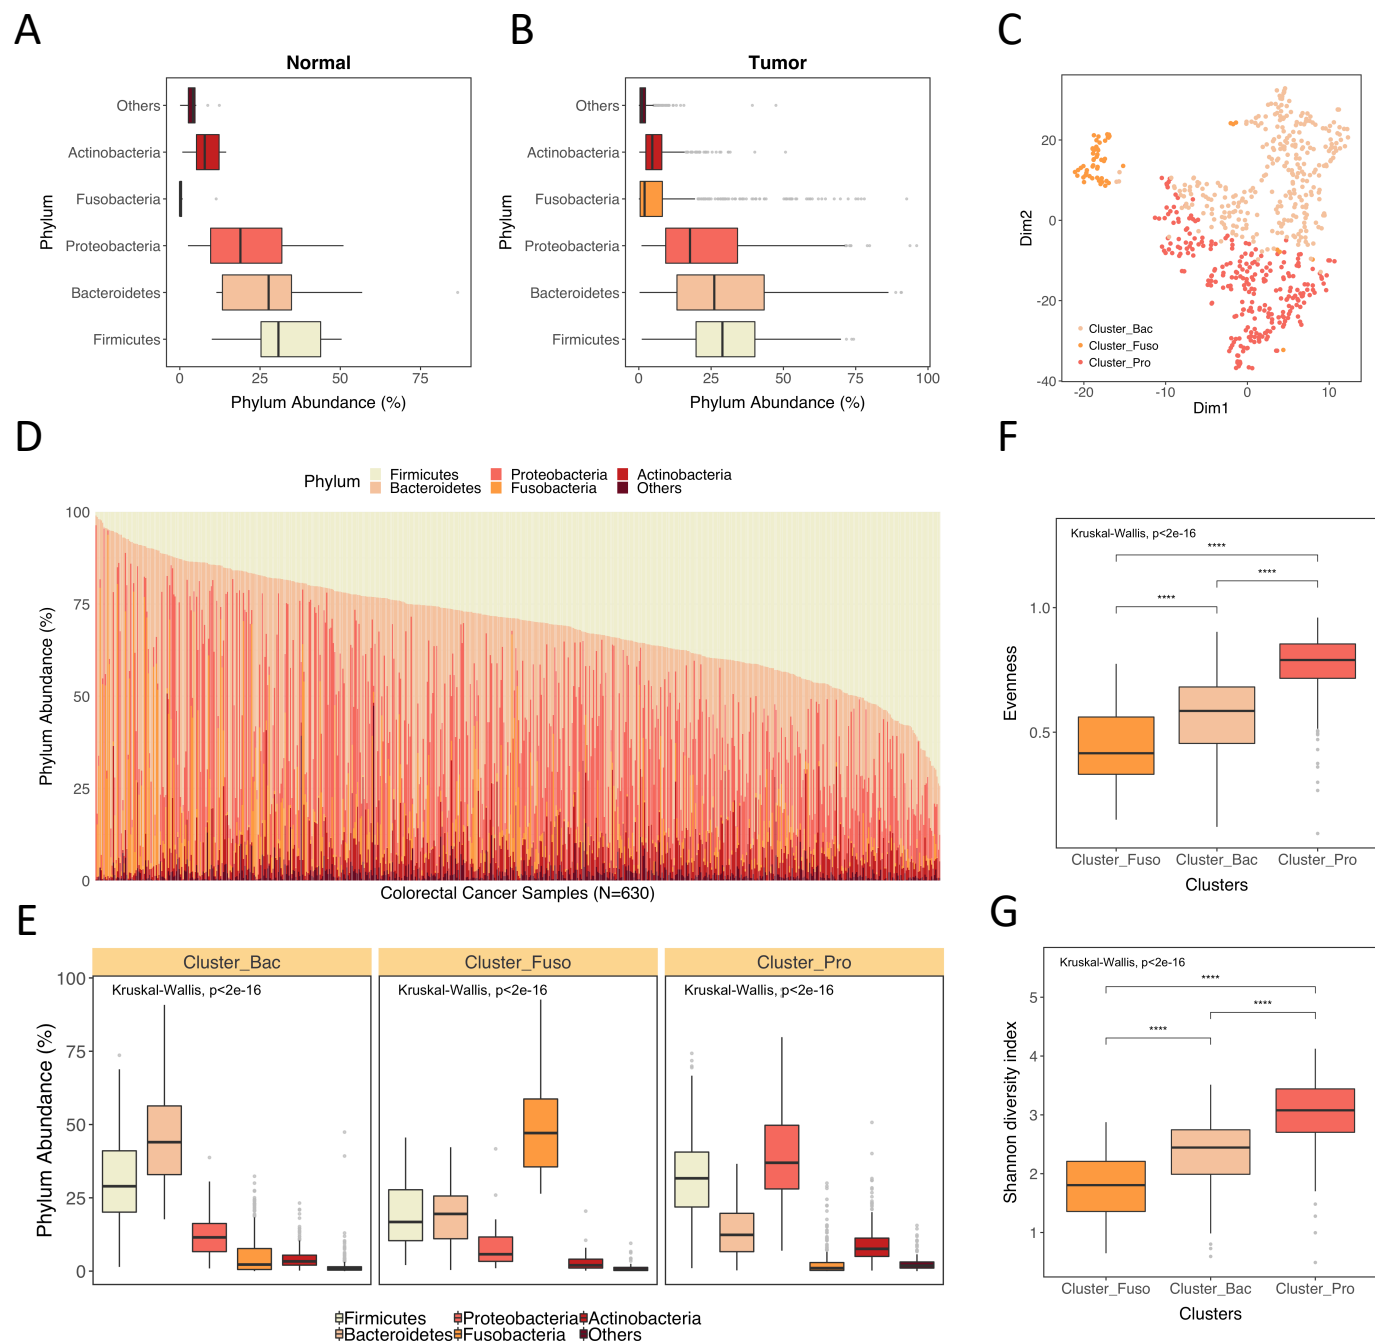 A
Normal
Phylum
Others
Actinobacteria
Fusobacteria
Proteobacteria
Bacteroidetes
Firmicutes
0 25 50 75
Phylum Abundance (%)
B
Tumor
Phylum
Others
Actinobacteria
Fusobacteria
Proteobacteria
Bacteroidetes
Firmicutes
0 25 50 75 100
Phylum Abundance (%)
C
Dim2
20
0
-20
-40
Cluster_Bac
Cluster_Fuso
Cluster_Pro
-20 -10 0 10
Dim1
D
Phylum
Firmicutes Proteobacteria Actinobacteria
Bacteroidetes Fusobacteria Others
Phylum Abundance (%)
100
75
50
25
0
Colorectal Cancer Samples (N=630)
E
Cluster_Bac Cluster_Fuso Cluster_Pro
Kruskal-Wallis, p<2e-16 Kruskal-Wallis, p<2e-16 Kruskal-Wallis, p<2e-16
Phylum Abundance (%)
100
75
50
25
0
Firmicutes Proteobacteria Actinobacteria
Bacteroidetes Fusobacteria Others
F
Kruskal-Wallis, p<2e-16
****
****
****
Evenness
1.0
0.5
Cluster_Fuso Cluster_Bac Cluster_Pro
Clusters
G
Kruskal-Wallis, p<2e-16
****
****
****
Shannon diversity index
5
4
3
2
1
Cluster_Fuso Cluster_Bac Cluster_Pro
Clusters